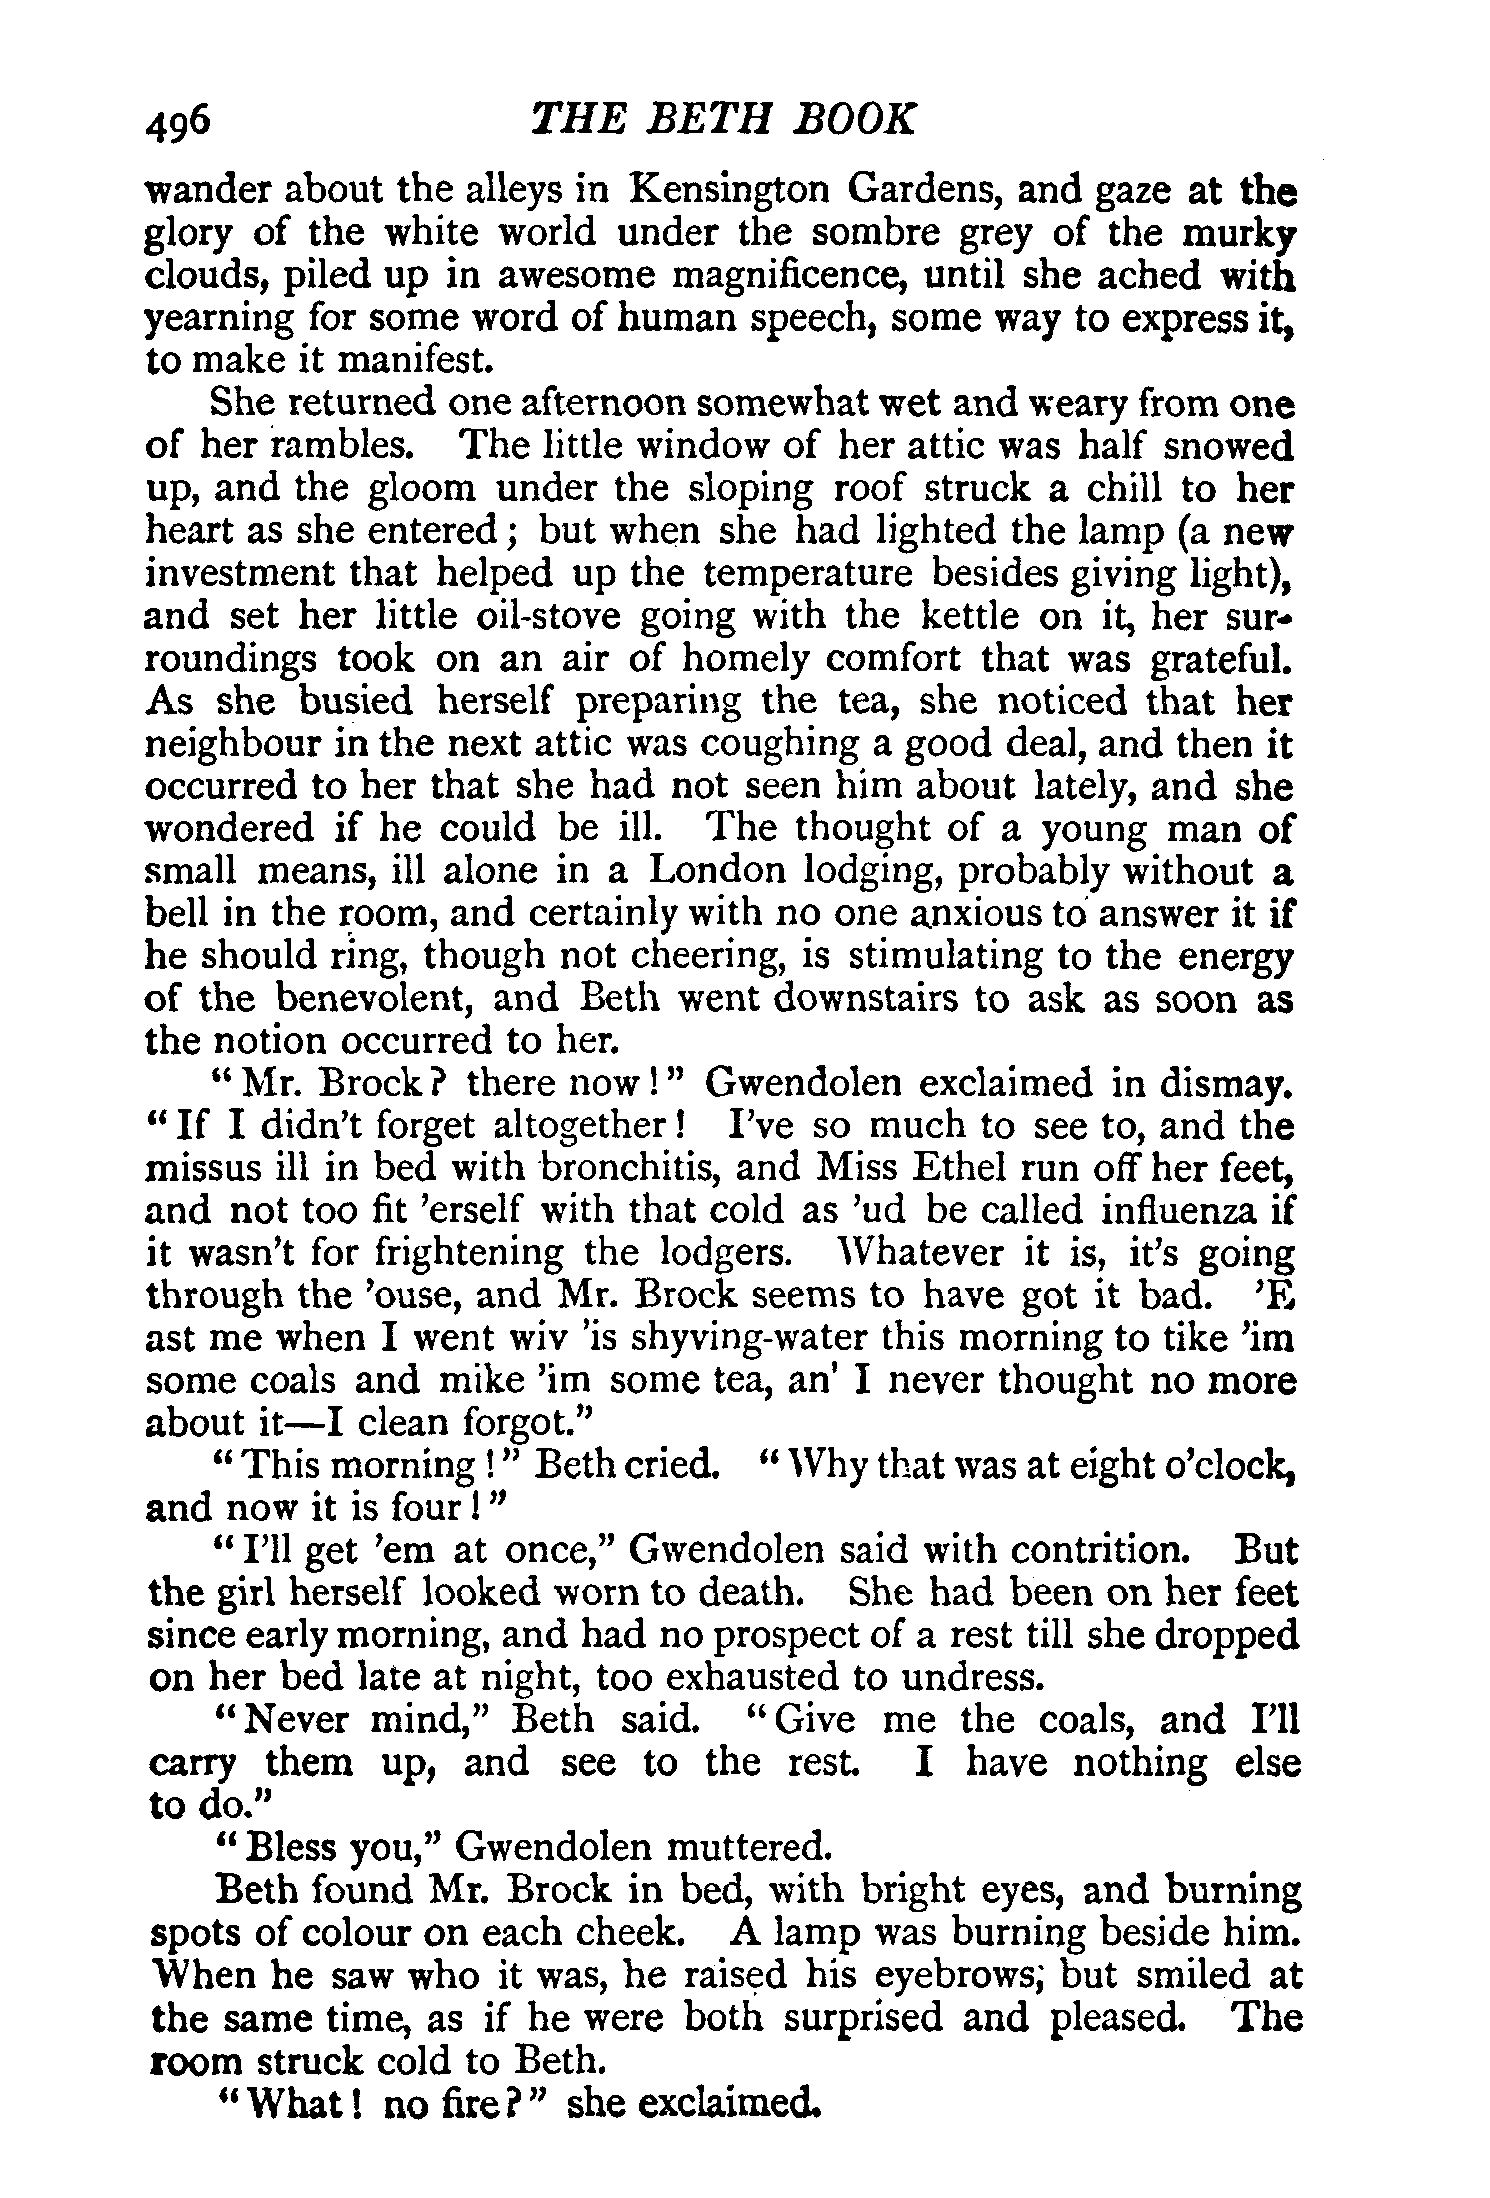 496 THE BETH BOOK
wander about the alleys in Kensington Gardens, and gaze at the
glory of the white world under the sombre grey of the murky
clouds, piled up in awesome magnificence, until she ached with
yearning for some word of human speech, some way to express it,
to make it manifest.
She returned one afternoon somewhat wet and weary from one
of her rambles. The little window of her attic was half snowed
up, and the gloom under the sloping roof struck a chill to her
heart as she entered; but when she had lighted the lamp (a new
investment that helped up the temperature besides giving light),
and set her little oil-stove going with the kettle on it, her sur-
roundings took on an air of homely comfort that was grateful.
As she busied herself preparing the tea, she noticed that her
neighbour in the next attic was coughing a good deal, and then it
occurred to her that she had not seen him about lately, and she
wondered if he could be ill. The thought of a young man of
small means, ill alone in a London lodging, probably without a
bell in the room, and certainly with no one anxious to answer it if
he should ring, though not cheering, is stimulating to the energy
of the benevolent, and Beth went downstairs to ask as soon as
the notion occurred to her.
"Mr. Brock? there now!" Gwendolen exclaimed in dismay.
"If I didn't forget altogether! I've so much to see to, and the
missus ill in bed with bronchitis, and Miss Ethel run off her feet,
and not too fit 'erself with that cold as 'ud be called influenza if
it wasn't for frightening the lodgers. Whatever it is, it's going
through the 'ouse, and Mr. Brock seems to have got it bad. 'E
ast me when I went wiv 'is shyving-water this morning to tike 'im
some coals and mike 'im some tea, an' I never thought no more
about it—I clean forgot."
"This morning!" Beth cried. "Why that was at eight o'clock,
and now it is four!"
"I'll get 'em at once," Gwendolen said with contrition. But
the girl herself looked worn to death. She had been on her feet
since early morning, and had no prospect of a rest till she dropped
on her bed late at night, too exhausted to undress.
"Never mind," Beth said. "Give me the coals, and I'll
carry them up, and see to the rest. I have nothing else
to do."
"Bless you," Gwendolen muttered.
Beth found Mr. Brock in bed, with bright eyes, and burning
spots of colour on each cheek. A lamp was burning beside him.
When he saw who it was, he raised his eyebrows; but smiled at
the same time, as if he were both surprised and pleased. The
room struck cold to Beth.
"What! no fire?" she exclaimed.